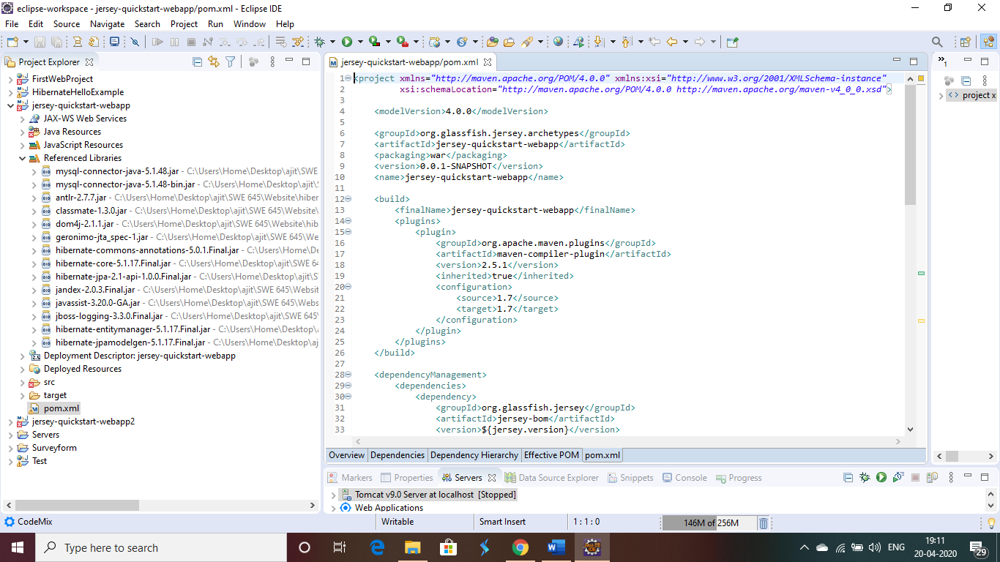 eclipse-workspace - jersey-quickstart-webapp/pom.xml - Eclipse IDE
File Edit Source Navigate Search Project Run Window Help
Project Explorer
FirstWebProject
HibernateHelloExample
jersey-quickstart-webapp
JAX-WS Web Services
Java Resources
JavaScript Resources
Referenced Libraries
mysql-connector-java-5.1.48.jar - C:\Users\Home\Desktop\ajit\SWE
mysql-connector-java-5.1.48-bin.jar - C:\Users\Home\Desktop\ajit\
antlr-2.7.7.jar - C:\Users\Home\Desktop\ajit\SWE 645\Website\hiber
classmate-1.3.0.jar - C:\Users\Home\Desktop\ajit\SWE 645\Website\
dom4j-2.1.1.jar - C:\Users\Home\Desktop\ajit\SWE 645\Website\hib
geronimo-jta_spec-1.jar - C:\Users\Home\Desktop\ajit\SWE 645\We
hibernate-commons-annotations-5.0.1.Final.jar - C:\Users\Home\De
hibernate-core-5.1.17.Final.jar - C:\Users\Home\Desktop\ajit\SWE 64
hibernate-jpa-2.1-api-1.0.0.Final.jar - C:\Users\Home\Desktop\ajit\S
jandex-2.0.3.Final.jar - C:\Users\Home\Desktop\ajit\SWE 645\Websi
javassist-3.20.0-GA.jar - C:\Users\Home\Desktop\ajit\SWE 645\Webs
jboss-logging-3.3.0.Final.jar - C:\Users\Home\Desktop\ajit\SWE 645\
hibernate-entitymanager-5.1.17.Final.jar - C:\Users\Home\Desktop\
hibernate-jpamodelgen-5.1.17.Final.jar - C:\Users\Home\Desktop\aj
Deployment Descriptor: jersey-quickstart-webapp
Deployed Resources
src
target
pom.xml
jersey-quickstart-webapp2
Servers
Surveyform
Test
jersey-quickstart-webapp/pom.xml
1 <project xmlns="http://maven.apache.org/POM/4.0.0" xmlns:xsi="http://www.w3.org/2001/XMLSchema-instance"
2 xsi:schemaLocation="http://maven.apache.org/POM/4.0.0 http://maven.apache.org/maven-v4_0_0.xsd">
3
4 <modelVersion>4.0.0</modelVersion>
5
6 <groupId>org.glassfish.jersey.archetypes</groupId>
7 <artifactId>jersey-quickstart-webapp</artifactId>
8 <packaging>war</packaging>
9 <version>0.0.1-SNAPSHOT</version>
10 <name>jersey-quickstart-webapp</name>
11
12 <build>
13 <finalName>jersey-quickstart-webapp</finalName>
14 <plugins>
15 <plugin>
16 <groupId>org.apache.maven.plugins</groupId>
17 <artifactId>maven-compiler-plugin</artifactId>
18 <version>2.5.1</version>
19 <inherited>true</inherited>
20 <configuration>
21 <source>1.7</source>
22 <target>1.7</target>
23 </configuration>
24 </plugin>
25 </plugins>
26 </build>
27
28 <dependencyManagement>
29 <dependencies>
30 <dependency>
31 <groupId>org.glassfish.jersey</groupId>
32 <artifactId>jersey-bom</artifactId>
33 <version>${jersey.version}</version>
Overview Dependencies Dependency Hierarchy Effective POM pom.xml
1
project x
Markers Properties Servers Data Source Explorer Snippets Console Progress
Tomcat v9.0 Server at localhost [Stopped]
Web Applications
CodeMix Writable Smart Insert 1 : 1 : 0 146M of 256M
Type here to search
ENG
19:11
20-04-2020
29